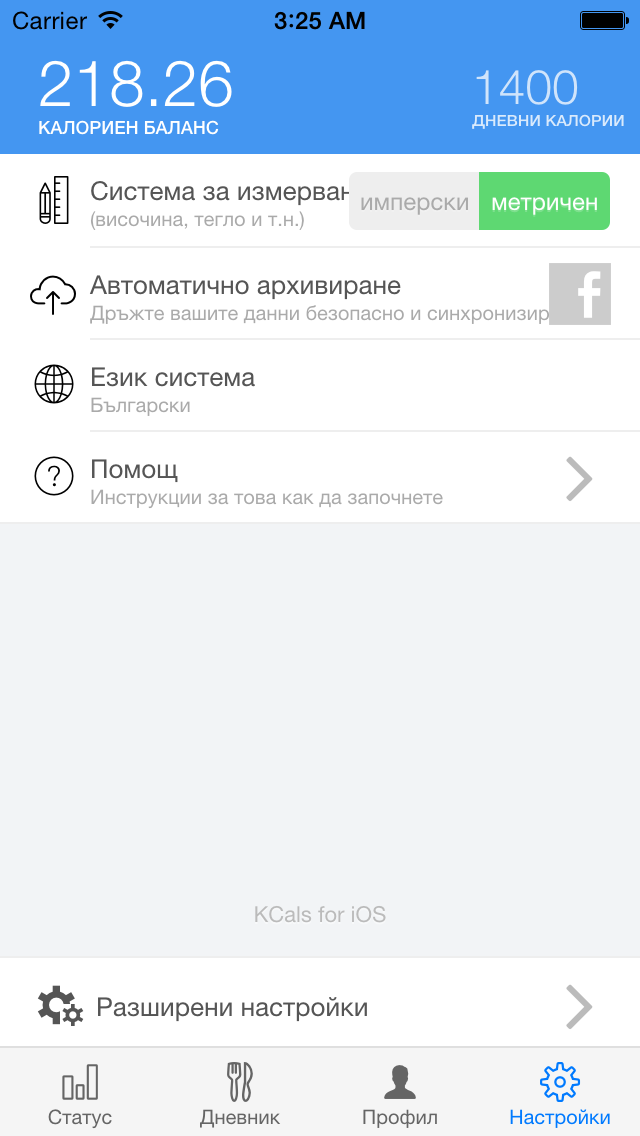 Carrier 3:25 AM
218.26
КАЛОРИЕН БАЛАНС
1400
ДНЕВНИ КАЛОРИИ
Система за измерван
(височина, тегло и т.н.)
имперски метричен
Автоматично архивиране
Дръжте вашите данни безопасно и синхронизир
f
Език система
Български
?
Помощ
Инструкции за това как да започнете
KCals for iOS
Разширени настройки
Статус Дневник Профил Настройки